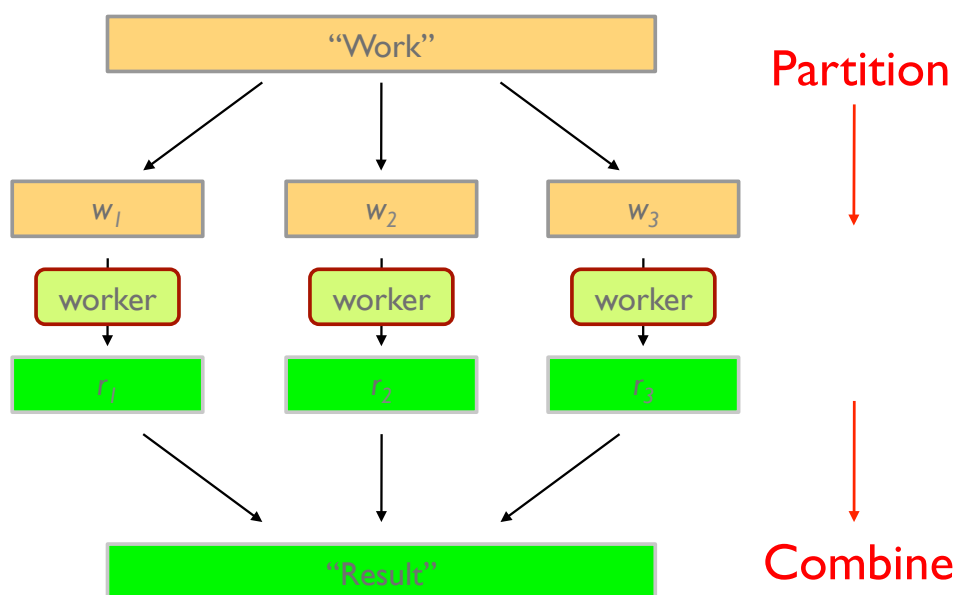 “Work”
Partition
w1 w2 w3
worker worker worker
r1 r2 r3
“Result”
Combine